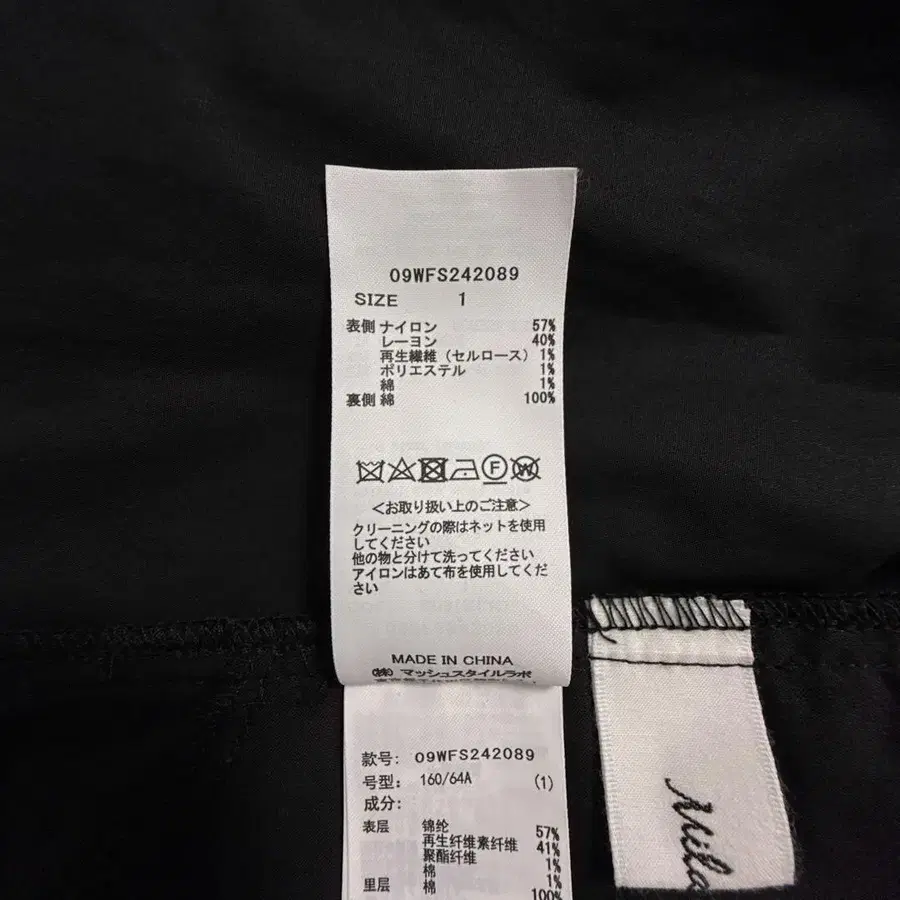 09WFS242089
SIZE 1
表側 ナイロン 57%
レーヨン 40%
再生繊維（セルロース） 1%
ポリエステル 1%
綿 1%
裏側 綿 100%
F W
＜お取り扱い上のご注意＞
クリーニングの際はネットを使用
してください
他の物と分けて洗ってください
アイロンはあて布を使用してくだ
さい
MADE IN CHINA
㈱ マッシュスタイルラボ
款号: 09WFS242089
号型: 160/64A (1)
成分:
表层 锦纶 57%
再生纤维素纤维 41%
聚酯纤维 1%
棉 1%
里层 棉 100%
Mila